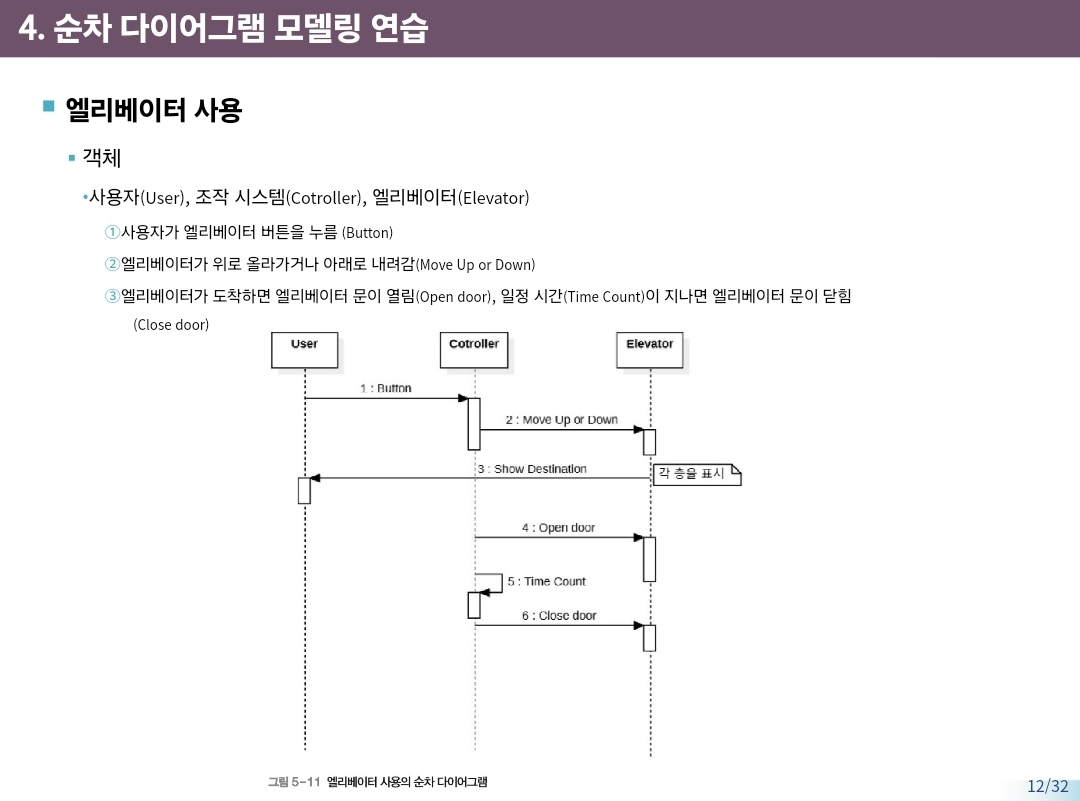 4. 순차 다이어그램 모델링 연습
엘리베이터 사용
객체
•사용자(User), 조작 시스템(Cotroller), 엘리베이터(Elevator)
①사용자가 엘리베이터 버튼을 누름 (Button)
②엘리베이터가 위로 올라가거나 아래로 내려감(Move Up or Down)
③엘리베이터가 도착하면 엘리베이터 문이 열림(Open door), 일정 시간(Time Count)이 지나면 엘리베이터 문이 닫힘
(Close door)
User
Cotroller
Elevator
1 : Button
2 : Move Up or Down
3 : Show Destination
각 층을 표시
4 : Open door
5 : Time Count
6 : Close door
그림 5-11 엘리베이터 사용의 순차 다이어그램
12/32